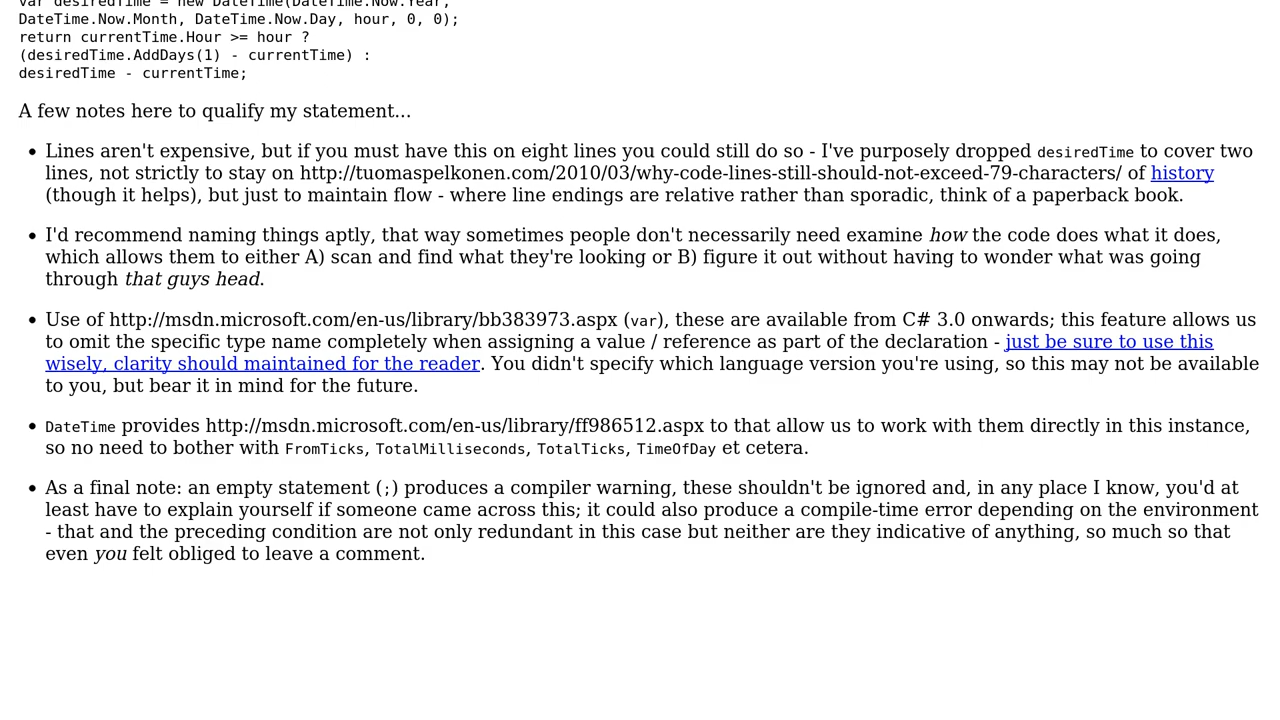 var desiredTime = new DateTime(DateTime.Now.Year,
DateTime.Now.Month, DateTime.Now.Day, hour, 0, 0);
return currentTime.Hour >= hour ?
(desiredTime.AddDays(1) - currentTime) :
desiredTime - currentTime;
A few notes here to qualify my statement...
• Lines aren't expensive, but if you must have this on eight lines you could still do so - I've purposely dropped desiredTime to cover two
lines, not strictly to stay on http://tuomaspelkonen.com/2010/03/why-code-lines-still-should-not-exceed-79-characters/ of history
(though it helps), but just to maintain flow - where line endings are relative rather than sporadic, think of a paperback book.
• I'd recommend naming things aptly, that way sometimes people don't necessarily need examine how the code does what it does,
which allows them to either A) scan and find what they're looking or B) figure it out without having to wonder what was going
through that guys head.
• Use of http://msdn.microsoft.com/en-us/library/bb383973.aspx (var), these are available from C# 3.0 onwards; this feature allows us
to omit the specific type name completely when assigning a value / reference as part of the declaration - just be sure to use this
wisely, clarity should maintained for the reader. You didn't specify which language version you're using, so this may not be available
to you, but bear it in mind for the future.
• DateTime provides http://msdn.microsoft.com/en-us/library/ff986512.aspx to that allow us to work with them directly in this instance,
so no need to bother with FromTicks, TotalMilliseconds, TotalTicks, TimeOfDay et cetera.
• As a final note: an empty statement (;) produces a compiler warning, these shouldn't be ignored and, in any place I know, you'd at
least have to explain yourself if someone came across this; it could also produce a compile-time error depending on the environment
- that and the preceding condition are not only redundant in this case but neither are they indicative of anything, so much so that
even you felt obliged to leave a comment.